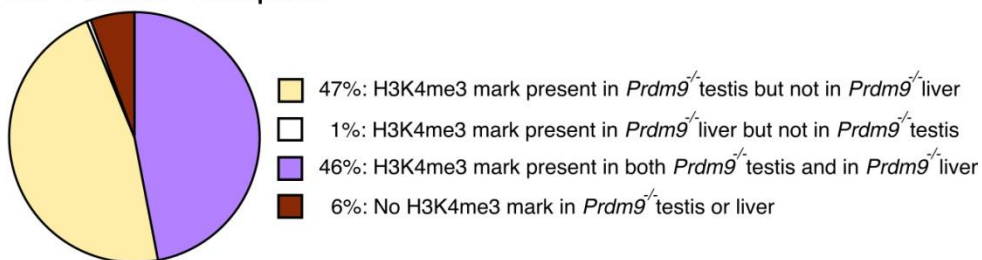 47%: H3K4me3 mark present in Prdm9-/- testis but not in Prdm9-/- liver
1%: H3K4me3 mark present in Prdm9-/- liver but not in Prdm9-/- testis
46%: H3K4me3 mark present in both Prdm9-/- testis and in Prdm9-/- liver
6%: No H3K4me3 mark in Prdm9-/- testis or liver